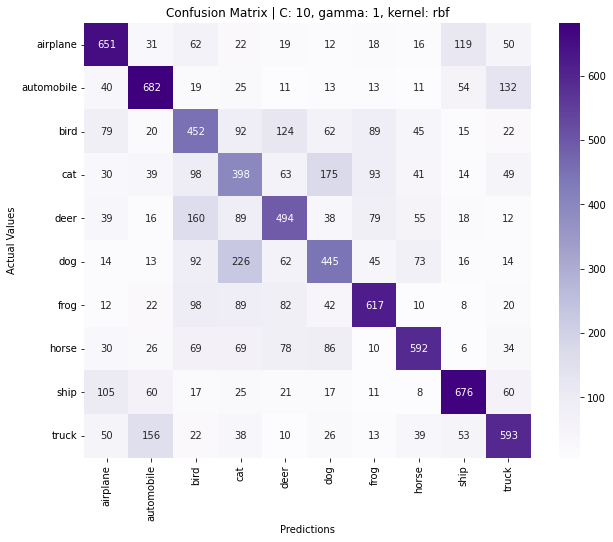 Confusion Matrix | C: 10, gamma: 1, kernel: rbf
airplane 651 31 62 22 19 12 18 16 119 50
automobile 40 682 19 25 11 13 13 11 54 132
bird 79 20 452 92 124 62 89 45 15 22
cat 30 39 98 398 63 175 93 41 14 49
deer 39 16 160 89 494 38 79 55 18 12
dog 14 13 92 226 62 445 45 73 16 14
frog 12 22 98 89 82 42 617 10 8 20
horse 30 26 69 69 78 86 10 592 6 34
ship 105 60 17 25 21 17 11 8 676 60
truck 50 156 22 38 10 26 13 39 53 593
airplane automobile bird cat deer dog frog horse ship truck
Predictions
Actual Values
600
500
400
300
200
100